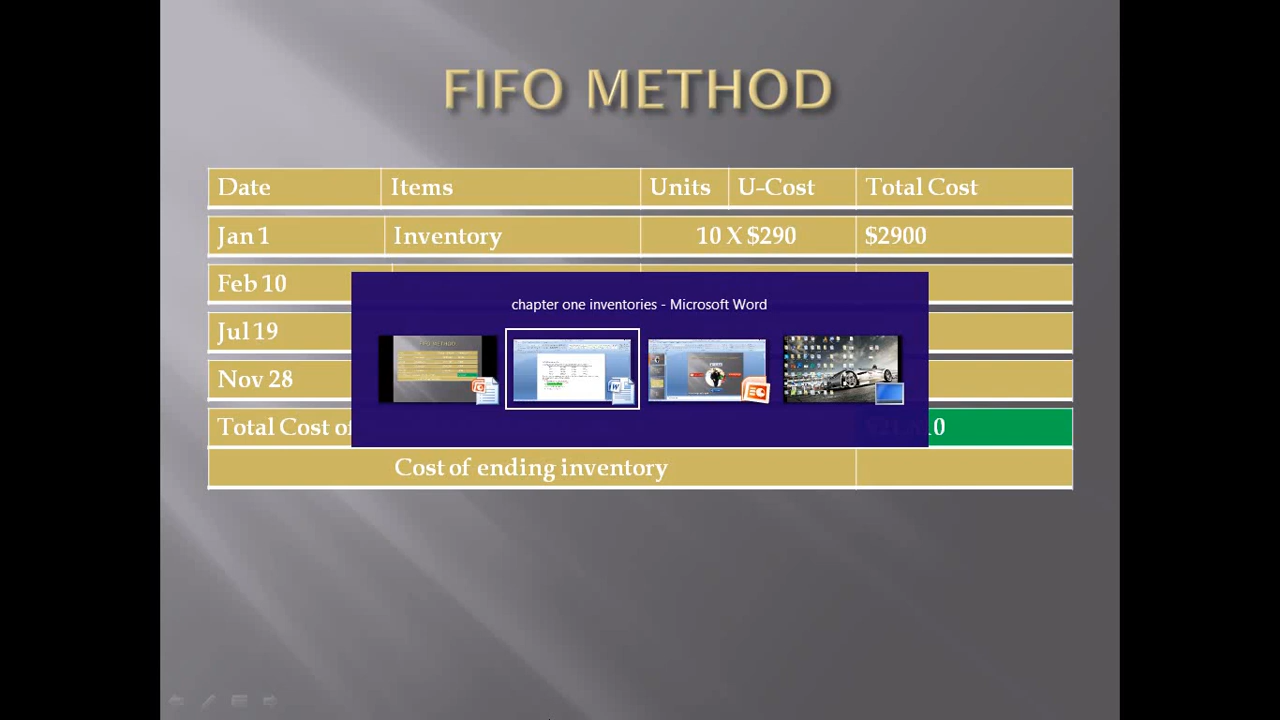 FIFO METHOD
Date Items Units U-Cost Total Cost
Jan 1 Inventory 10 X $290 $2900
Feb 10
chapter one inventories - Microsoft Word
Jul 19
Nov 28
Total Cost of
Cost of ending inventory